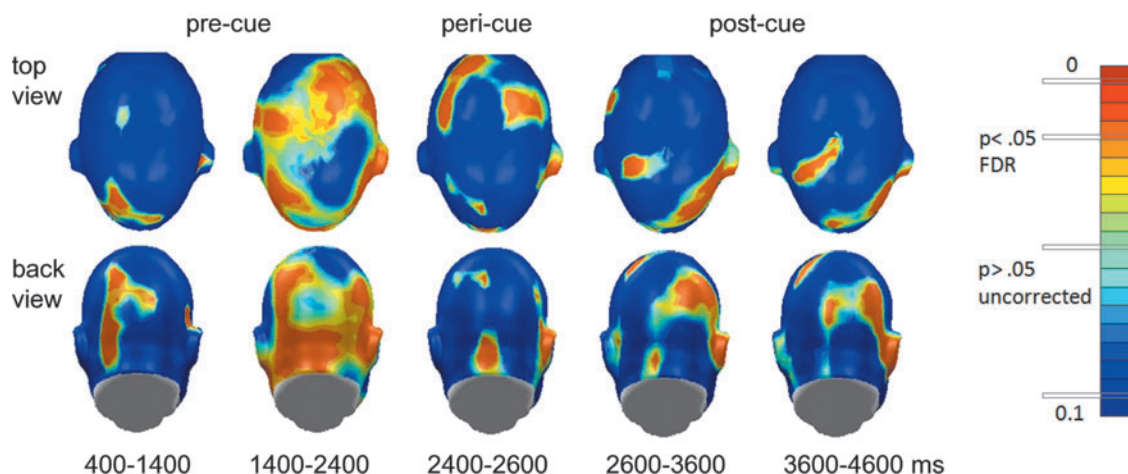 pre-cue peri-cue post-cue
top
view
0
p< .05
FDR
back
view
p> .05
uncorrected
0.1
400-1400 1400-2400 2400-2600 2600-3600 3600-4600 ms